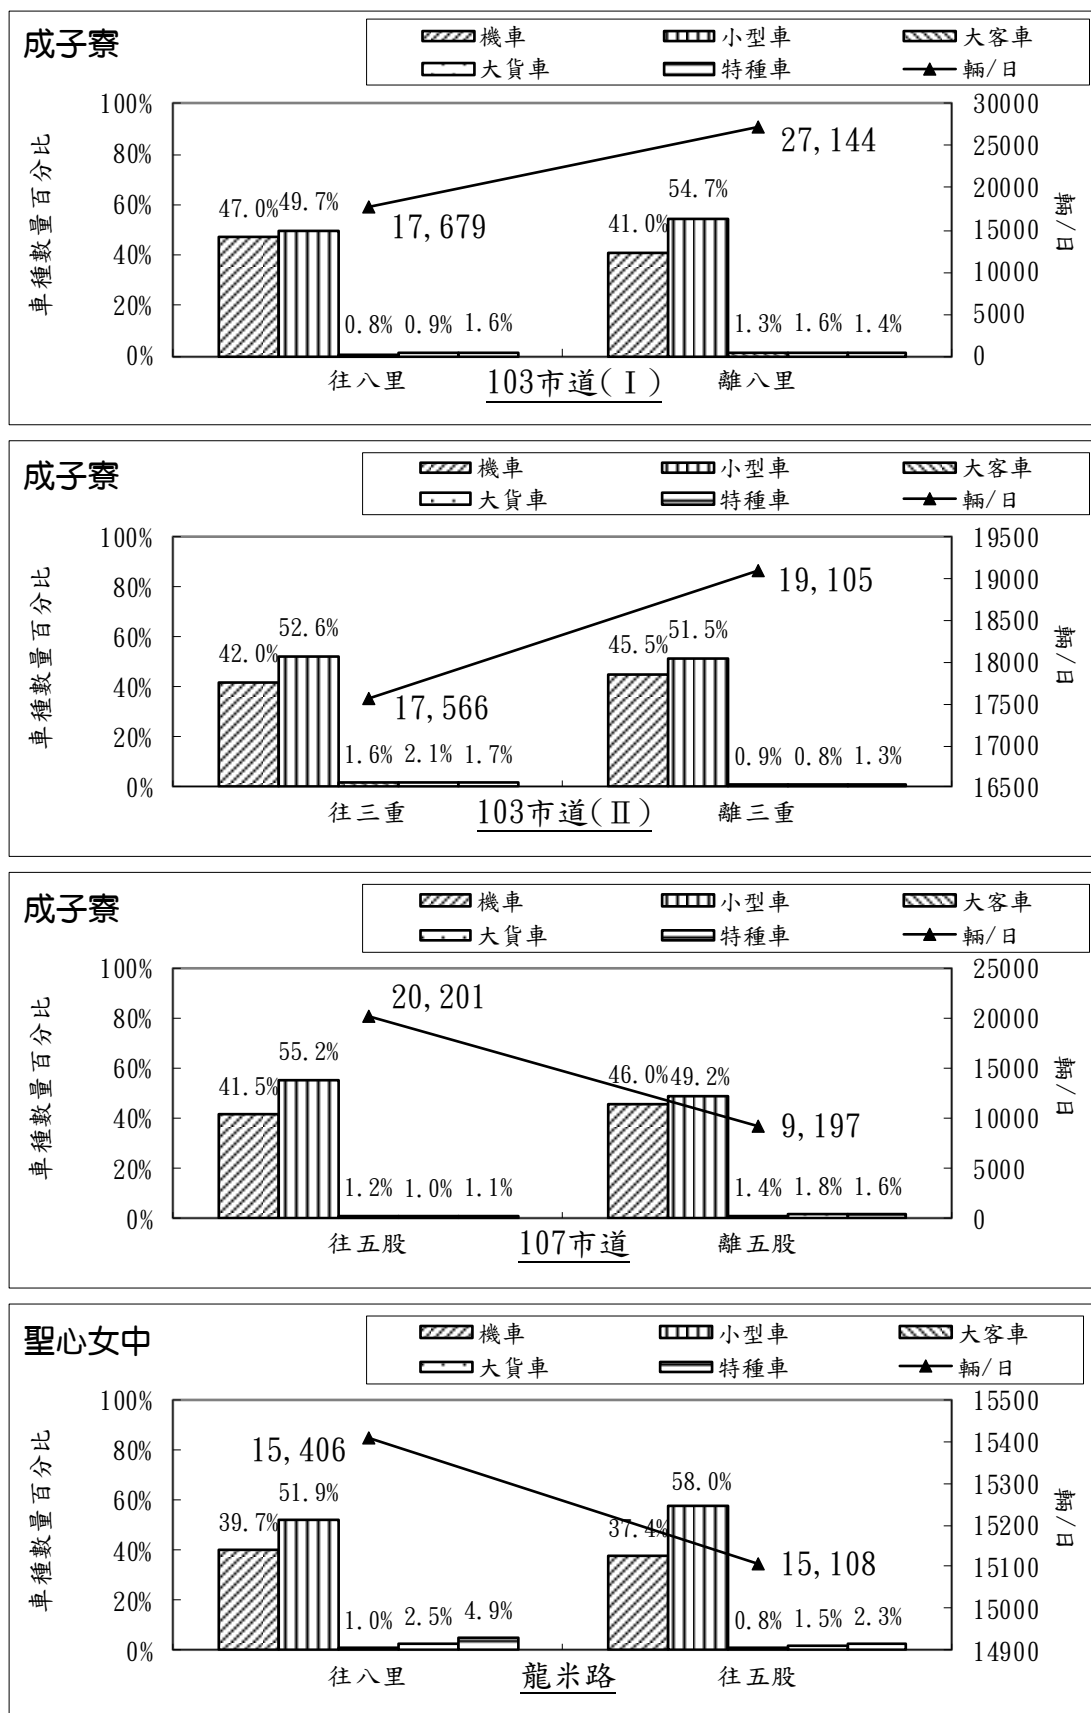 成子寮
機車 小型車 大客車
大貨車 特種車 輛/日
車種數量百分比
100%
80%
60%
40%
20%
0%
47.0% 49.7% 0.8% 0.9% 1.6%
17,679
41.0% 54.7% 1.3% 1.6% 1.4%
27,144
30000
25000
20000
15000
10000
5000
0
輛/日
往八里 103市道(Ⅰ) 離八里
成子寮
機車 小型車 大客車
大貨車 特種車 輛/日
車種數量百分比
100%
80%
60%
40%
20%
0%
42.0% 52.6% 1.6% 2.1% 1.7%
17,566
45.5% 51.5% 0.9% 0.8% 1.3%
19,105
19500
19000
18500
18000
17500
17000
16500
輛/日
往三重 103市道(Ⅱ) 離三重
成子寮
機車 小型車 大客車
大貨車 特種車 輛/日
車種數量百分比
100%
80%
60%
40%
20%
0%
41.5% 55.2% 1.2% 1.0% 1.1%
20,201
46.0% 49.2% 1.4% 1.8% 1.6%
9,197
25000
20000
15000
10000
5000
0
輛/日
往五股 107市道 離五股
聖心女中
機車 小型車 大客車
大貨車 特種車 輛/日
車種數量百分比
100%
80%
60%
40%
20%
0%
39.7% 51.9% 1.0% 2.5% 4.9%
15,406
37.4% 58.0% 0.8% 1.5% 2.3%
15,108
15500
15400
15300
15200
15100
15000
14900
輛/日
往八里 龍米路 往五股